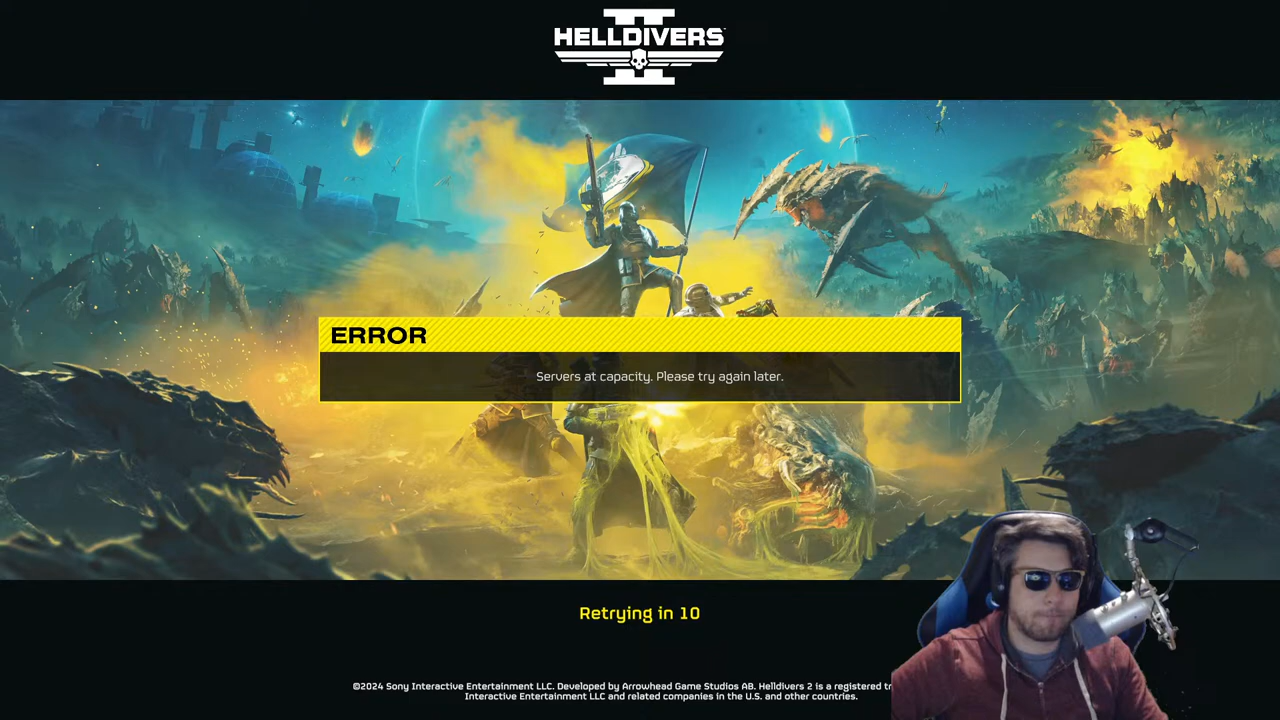 II
HELLDIVERS
ERROR
Servers at capacity. Please try again later.
Retrying in 10
©2024 Sony Interactive Entertainment LLC. Developed by Arrowhead Game Studios AB. Helldivers 2 is a registered
Interactive Entertainment LLC and related companies in the U.S. and other countries.